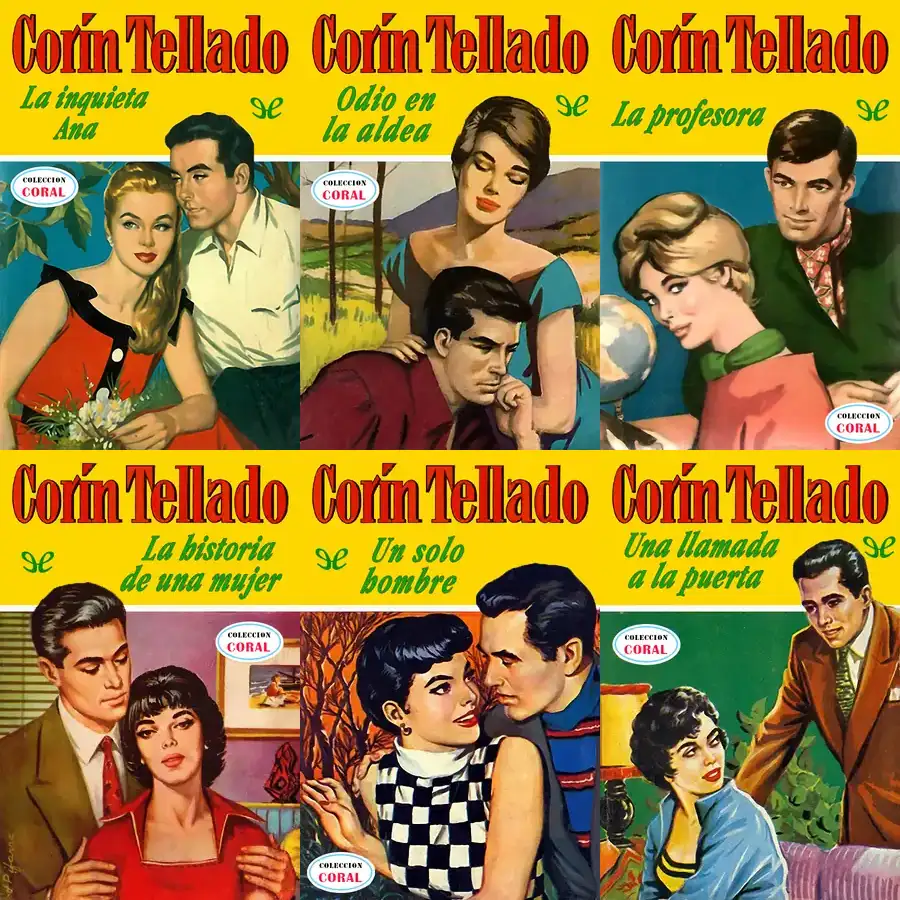 Corín Tellado
La inquieta
Ana
COLECCION
CORAL
Corín Tellado
Odio en
la aldea
COLECCION
CORAL
Corín Tellado
La profesora
COLECCION
CORAL
Corín Tellado
La historia
de una mujer
COLECCION
CORAL
Corín Tellado
Un solo
hombre
COLECCION
CORAL
Corín Tellado
Una llamada
a la puerta
COLECCION
CORAL